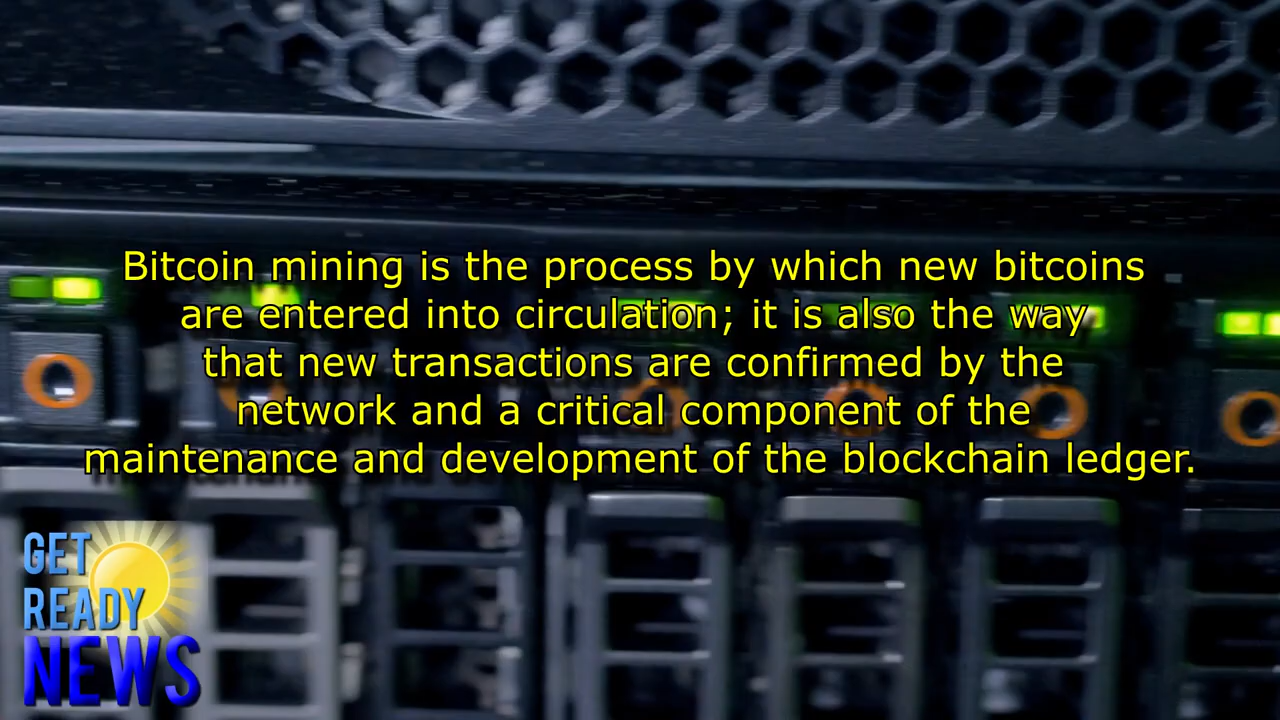 Bitcoin mining is the process by which new bitcoins
are entered into circulation; it is also the way
that new transactions are confirmed by the
network and a critical component of the
maintenance and development of the blockchain ledger.
GET
READY
NEWS